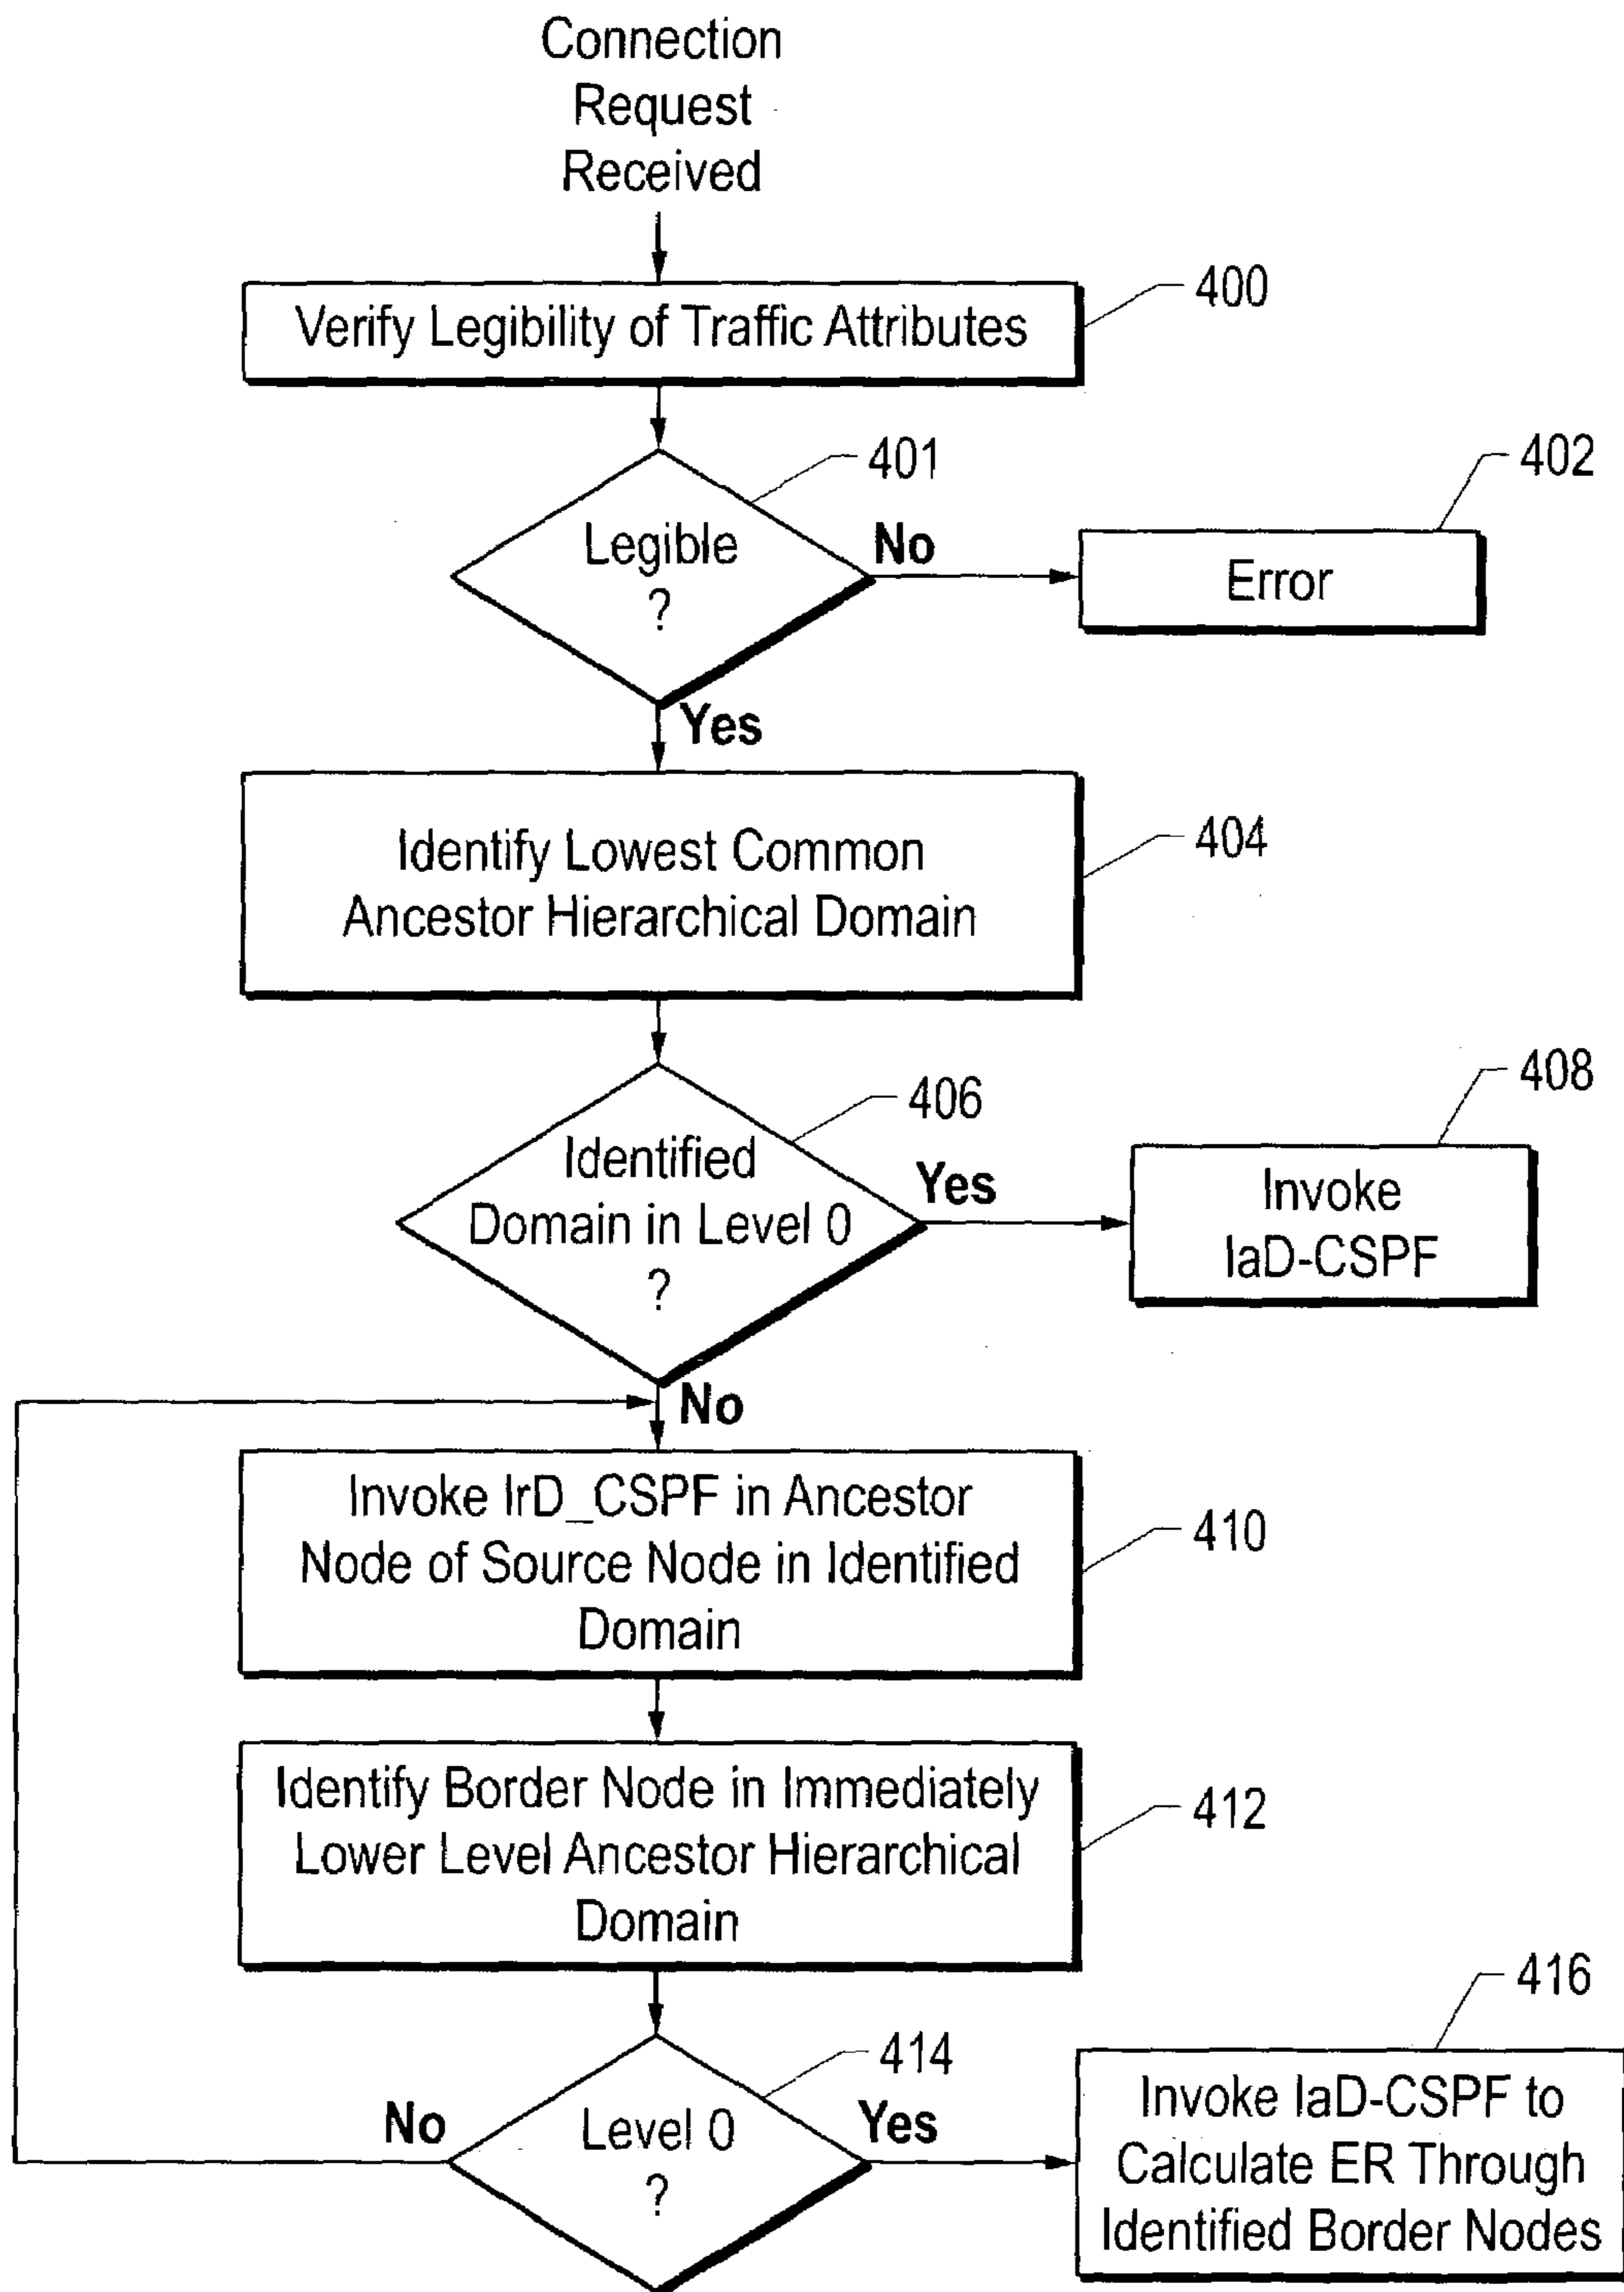 Connection
Request
Received
400
Verify Legibility of Traffic Attributes
401
402
Legible
?
No
Error
Yes
404
Identify Lowest Common
Ancestor Hierarchical Domain
406
408
Identified
Domain in Level 0
?
Yes
Invoke
IaD-CSPF
No
410
Invoke IrD_CSPF in Ancestor
Node of Source Node in Identified
Domain
412
Identify Border Node in Immediately
Lower Level Ancestor Hierarchical
Domain
414
416
No
Level 0
?
Yes
Invoke IaD-CSPF to
Calculate ER Through
Identified Border Nodes